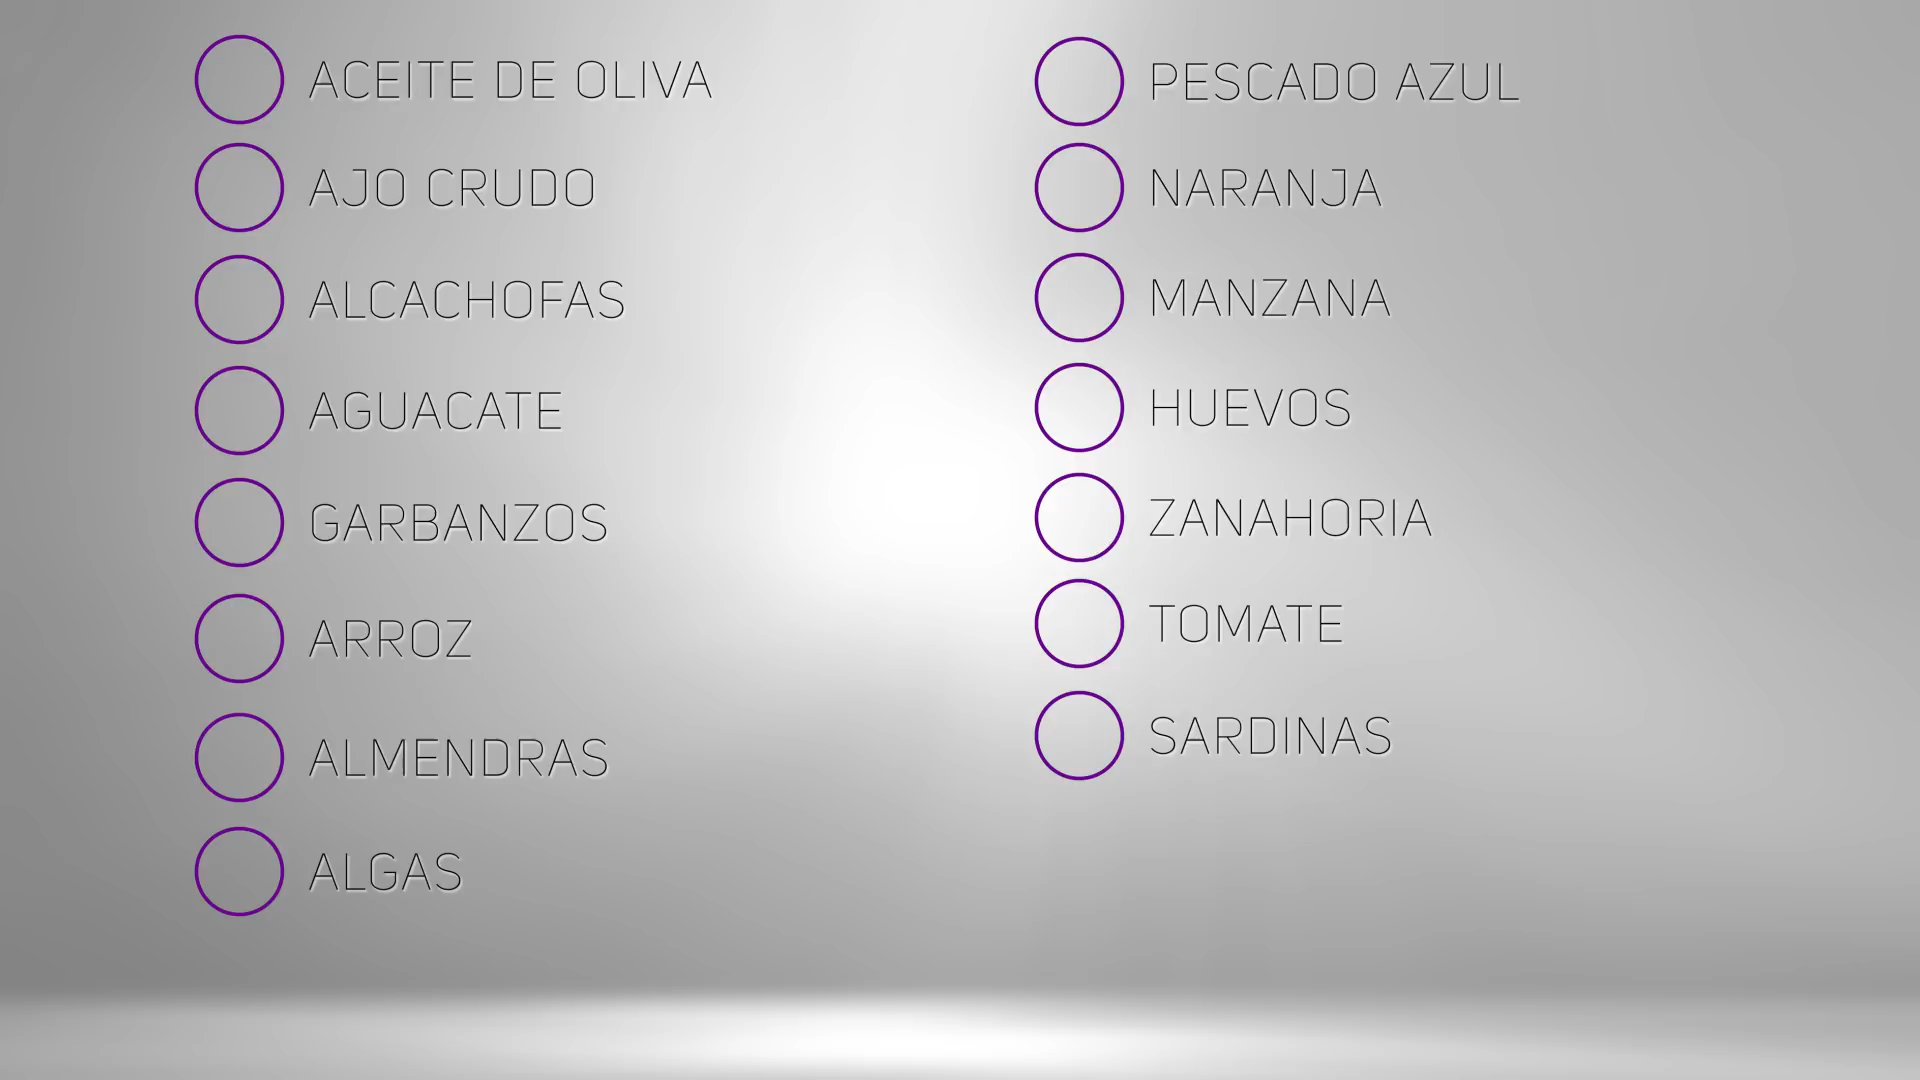 ACEITE DE OLIVA
AJO CRUDO
ALCACHOFAS
AGUACATE
GARBANZOS
ARROZ
ALMENDRAS
ALGAS
PESCADO AZUL
NARANJA
MANZANA
HUEVOS
ZANAHORIA
TOMATE
SARDINAS